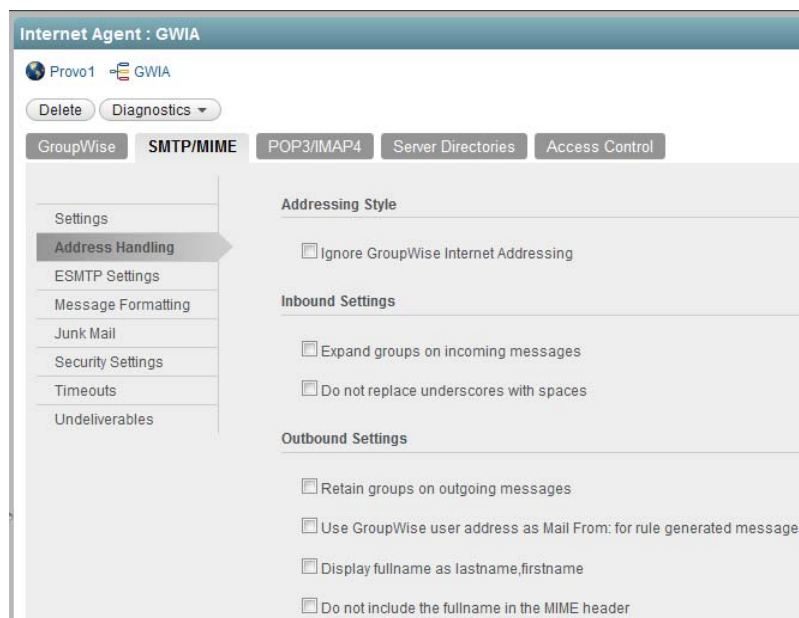 Internet Agent : GWIA
Provo1 GWIA
Delete Diagnostics
GroupWise SMTP/MIME POP3/IMAP4 Server Directories Access Control
Settings
Address Handling
ESMTP Settings
Message Formatting
Junk Mail
Security Settings
Timeouts
Undeliverables
Addressing Style
Ignore GroupWise Internet Addressing
Inbound Settings
Expand groups on incoming messages
Do not replace underscores with spaces
Outbound Settings
Retain groups on outgoing messages
Use GroupWise user address as Mail From: for rule generated message
Display fullname as lastname,firstname
Do not include the fullname in the MIME header